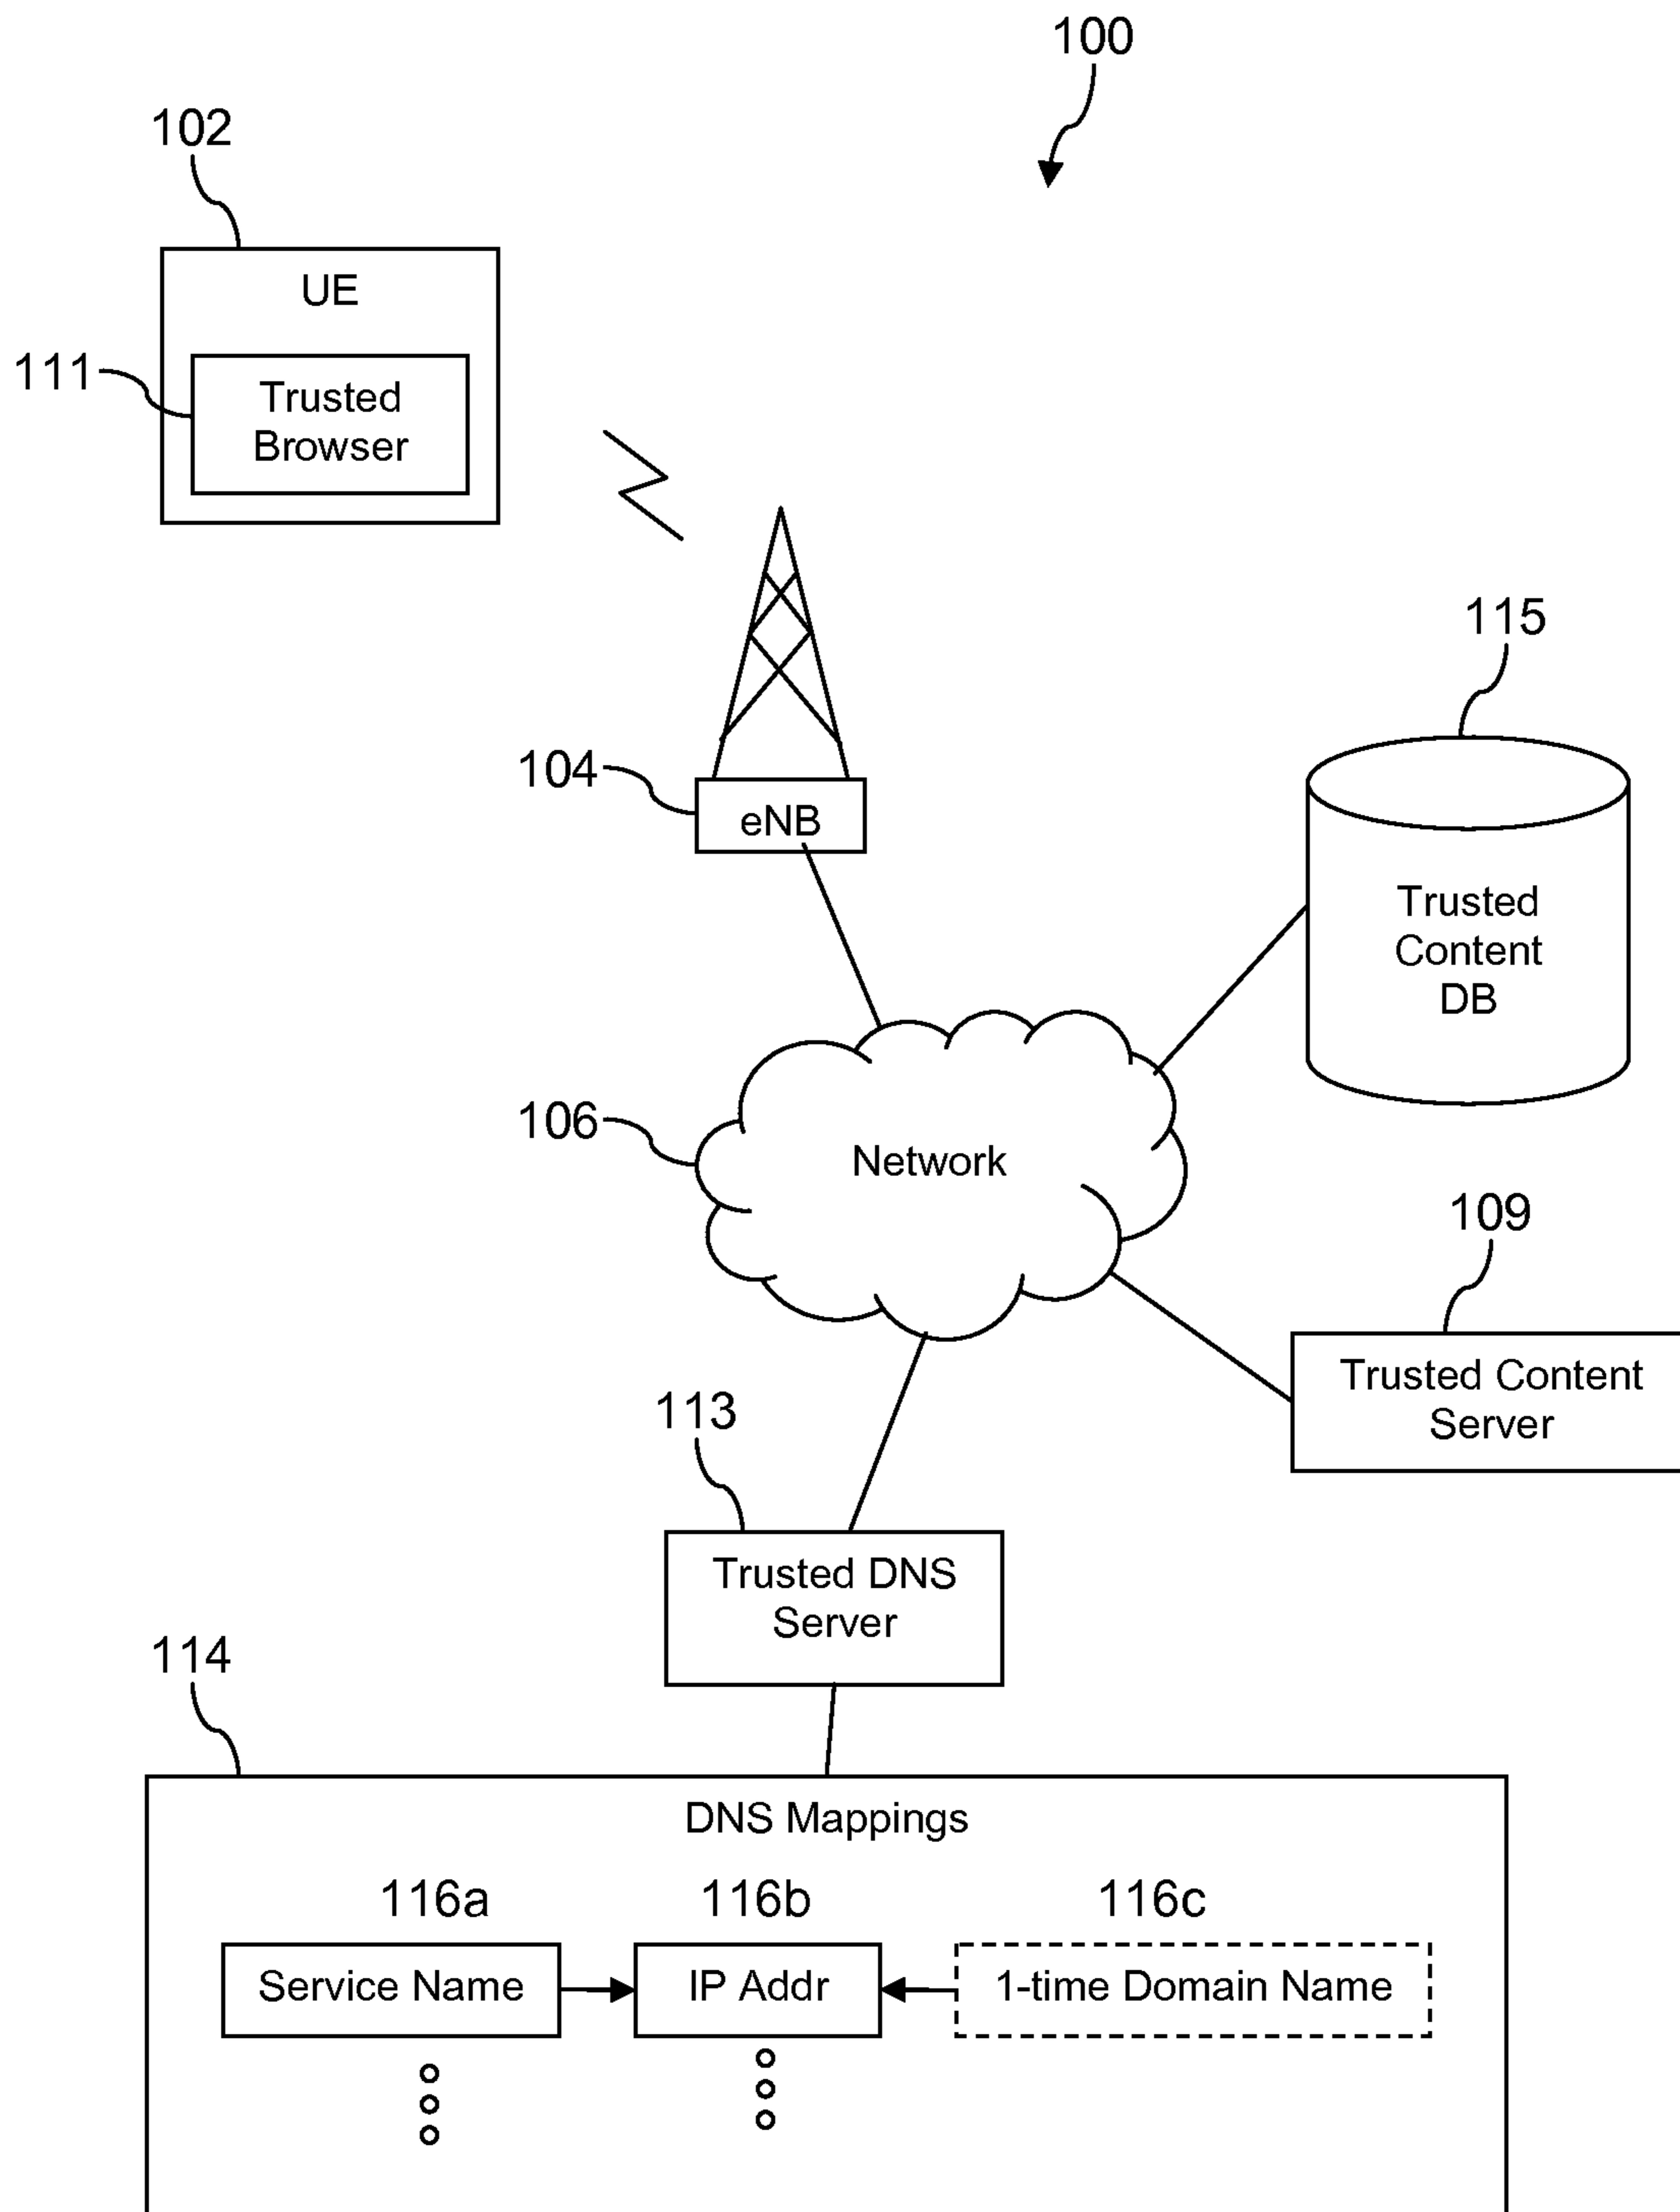 100
102
UE
111
Trusted
Browser
115
104
eNB
Trusted
Content
DB
106
Network
109
Trusted Content
Server
113
Trusted DNS
Server
114
DNS Mappings
116a
116b
116c
Service Name
IP Addr
1-time Domain Name